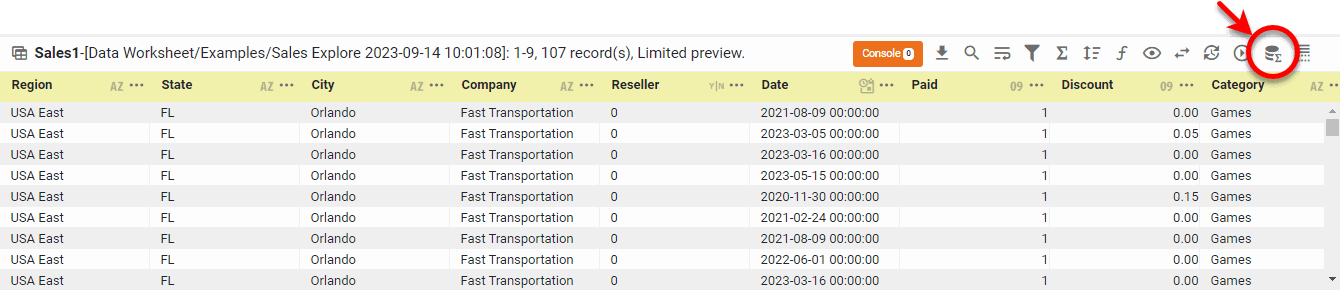 Sales1-[Data Worksheet/Examples/Sales Explore 2023-09-14 10:01:08]: 1-9, 107 record(s), Limited preview. Console 0 Σ f Σ
Region AZ ••• State AZ ••• City AZ ••• Company AZ ••• Reseller Y|N ••• Date ••• Paid 09 ••• Discount 09 ••• Category AZ •••
USA East FL Orlando Fast Transportation 0 2021-08-09 00:00:00 1 0.00 Games
USA East FL Orlando Fast Transportation 0 2023-03-05 00:00:00 1 0.05 Games
USA East FL Orlando Fast Transportation 0 2023-03-16 00:00:00 1 0.00 Games
USA East FL Orlando Fast Transportation 0 2023-05-15 00:00:00 1 0.00 Games
USA East FL Orlando Fast Transportation 0 2020-11-30 00:00:00 1 0.15 Games
USA East FL Orlando Fast Transportation 0 2021-02-24 00:00:00 1 0.00 Games
USA East FL Orlando Fast Transportation 0 2021-08-09 00:00:00 1 0.00 Games
USA East FL Orlando Fast Transportation 0 2022-06-01 00:00:00 1 0.00 Games
USA East FL Orlando Fast Transportation 0 2023-03-16 00:00:00 1 0.00 Games